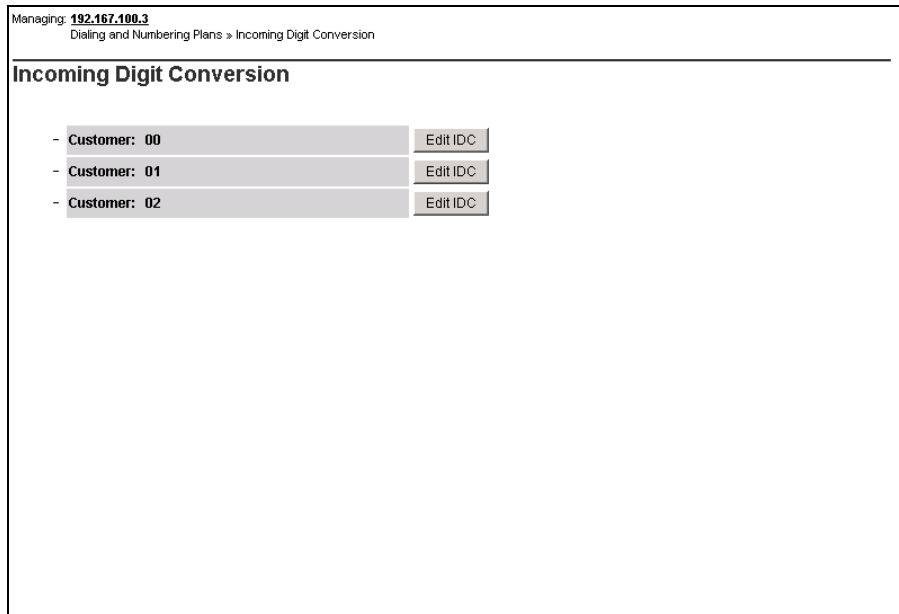 Managing: 192.167.100.3
Dialing and Numbering Plans » Incoming Digit Conversion
Incoming Digit Conversion
- Customer: 00 Edit IDC
- Customer: 01 Edit IDC
- Customer: 02 Edit IDC